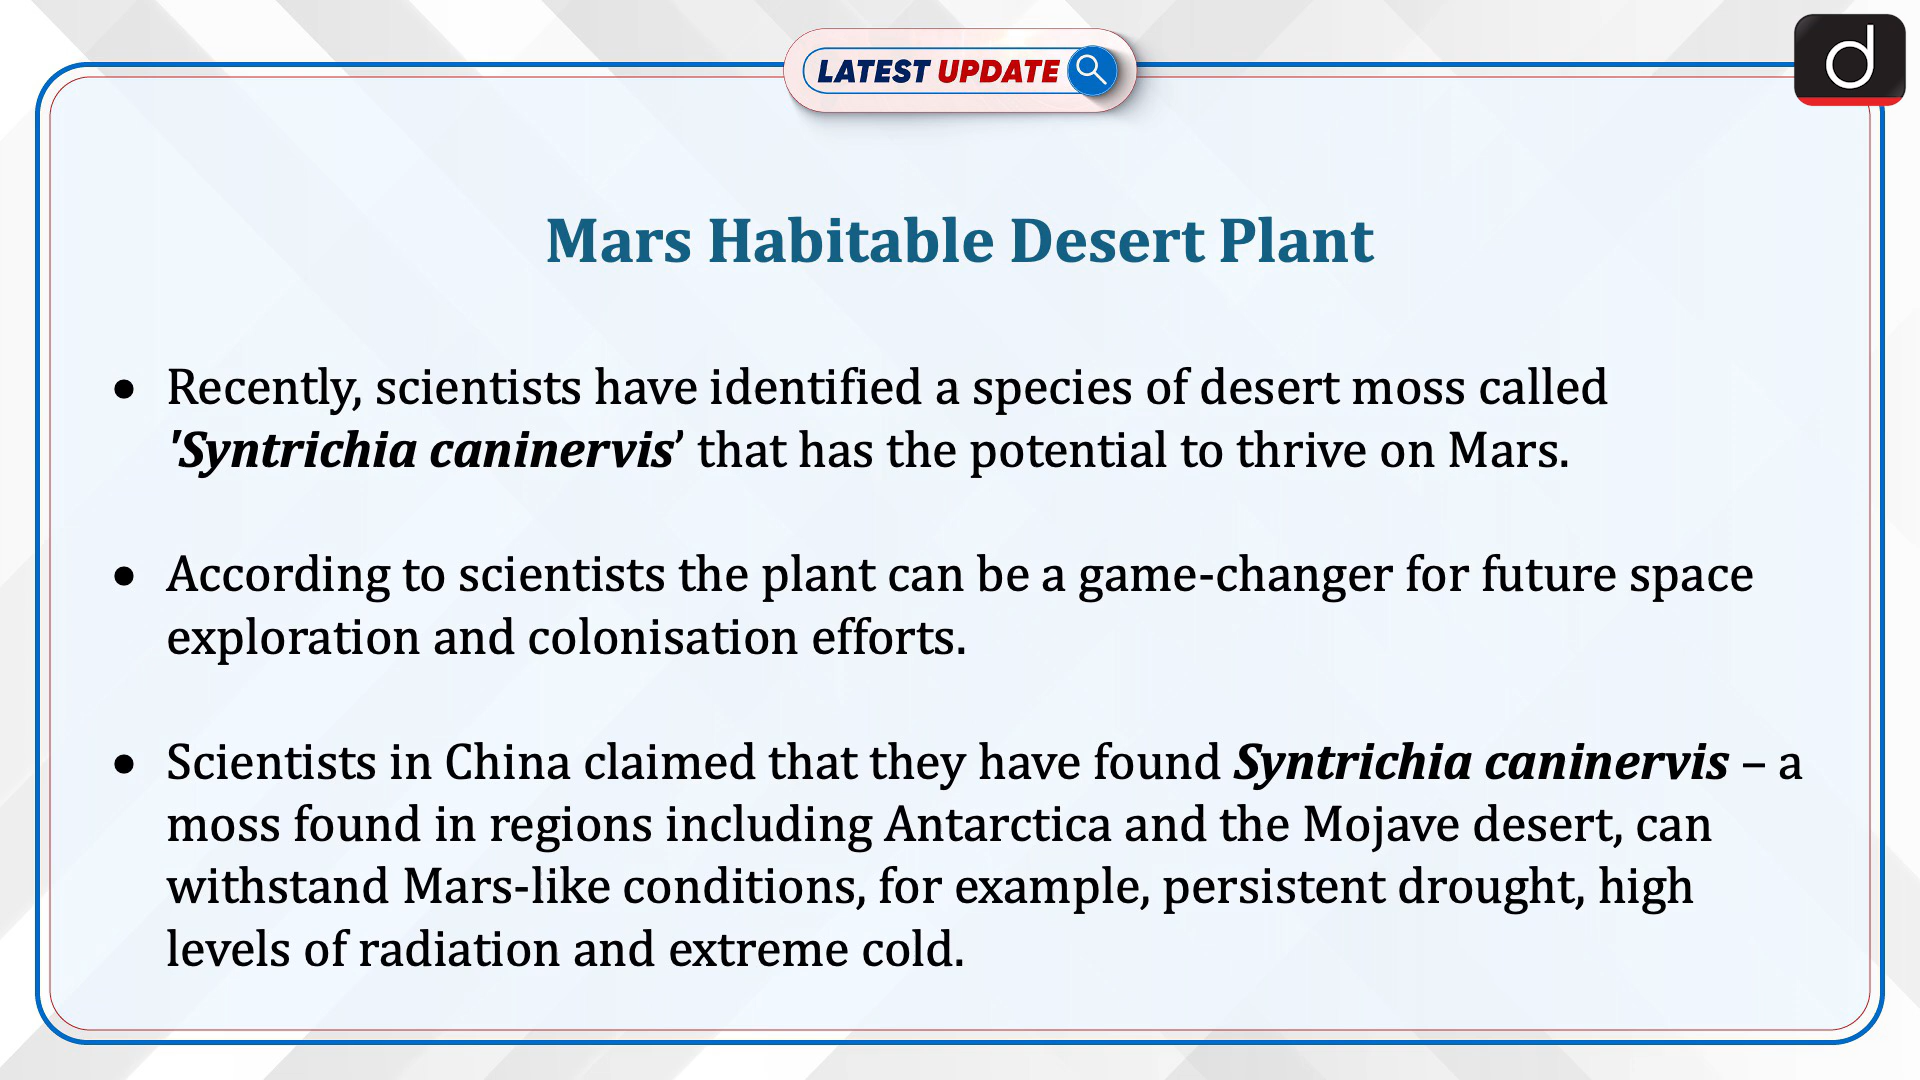 LATEST UPDATE
d
Mars Habitable Desert Plant
• Recently, scientists have identified a species of desert moss called
'Syntrichia caninervis’ that has the potential to thrive on Mars.
• According to scientists the plant can be a game-changer for future space
exploration and colonisation efforts.
• Scientists in China claimed that they have found Syntrichia caninervis – a
moss found in regions including Antarctica and the Mojave desert, can
withstand Mars-like conditions, for example, persistent drought, high
levels of radiation and extreme cold.